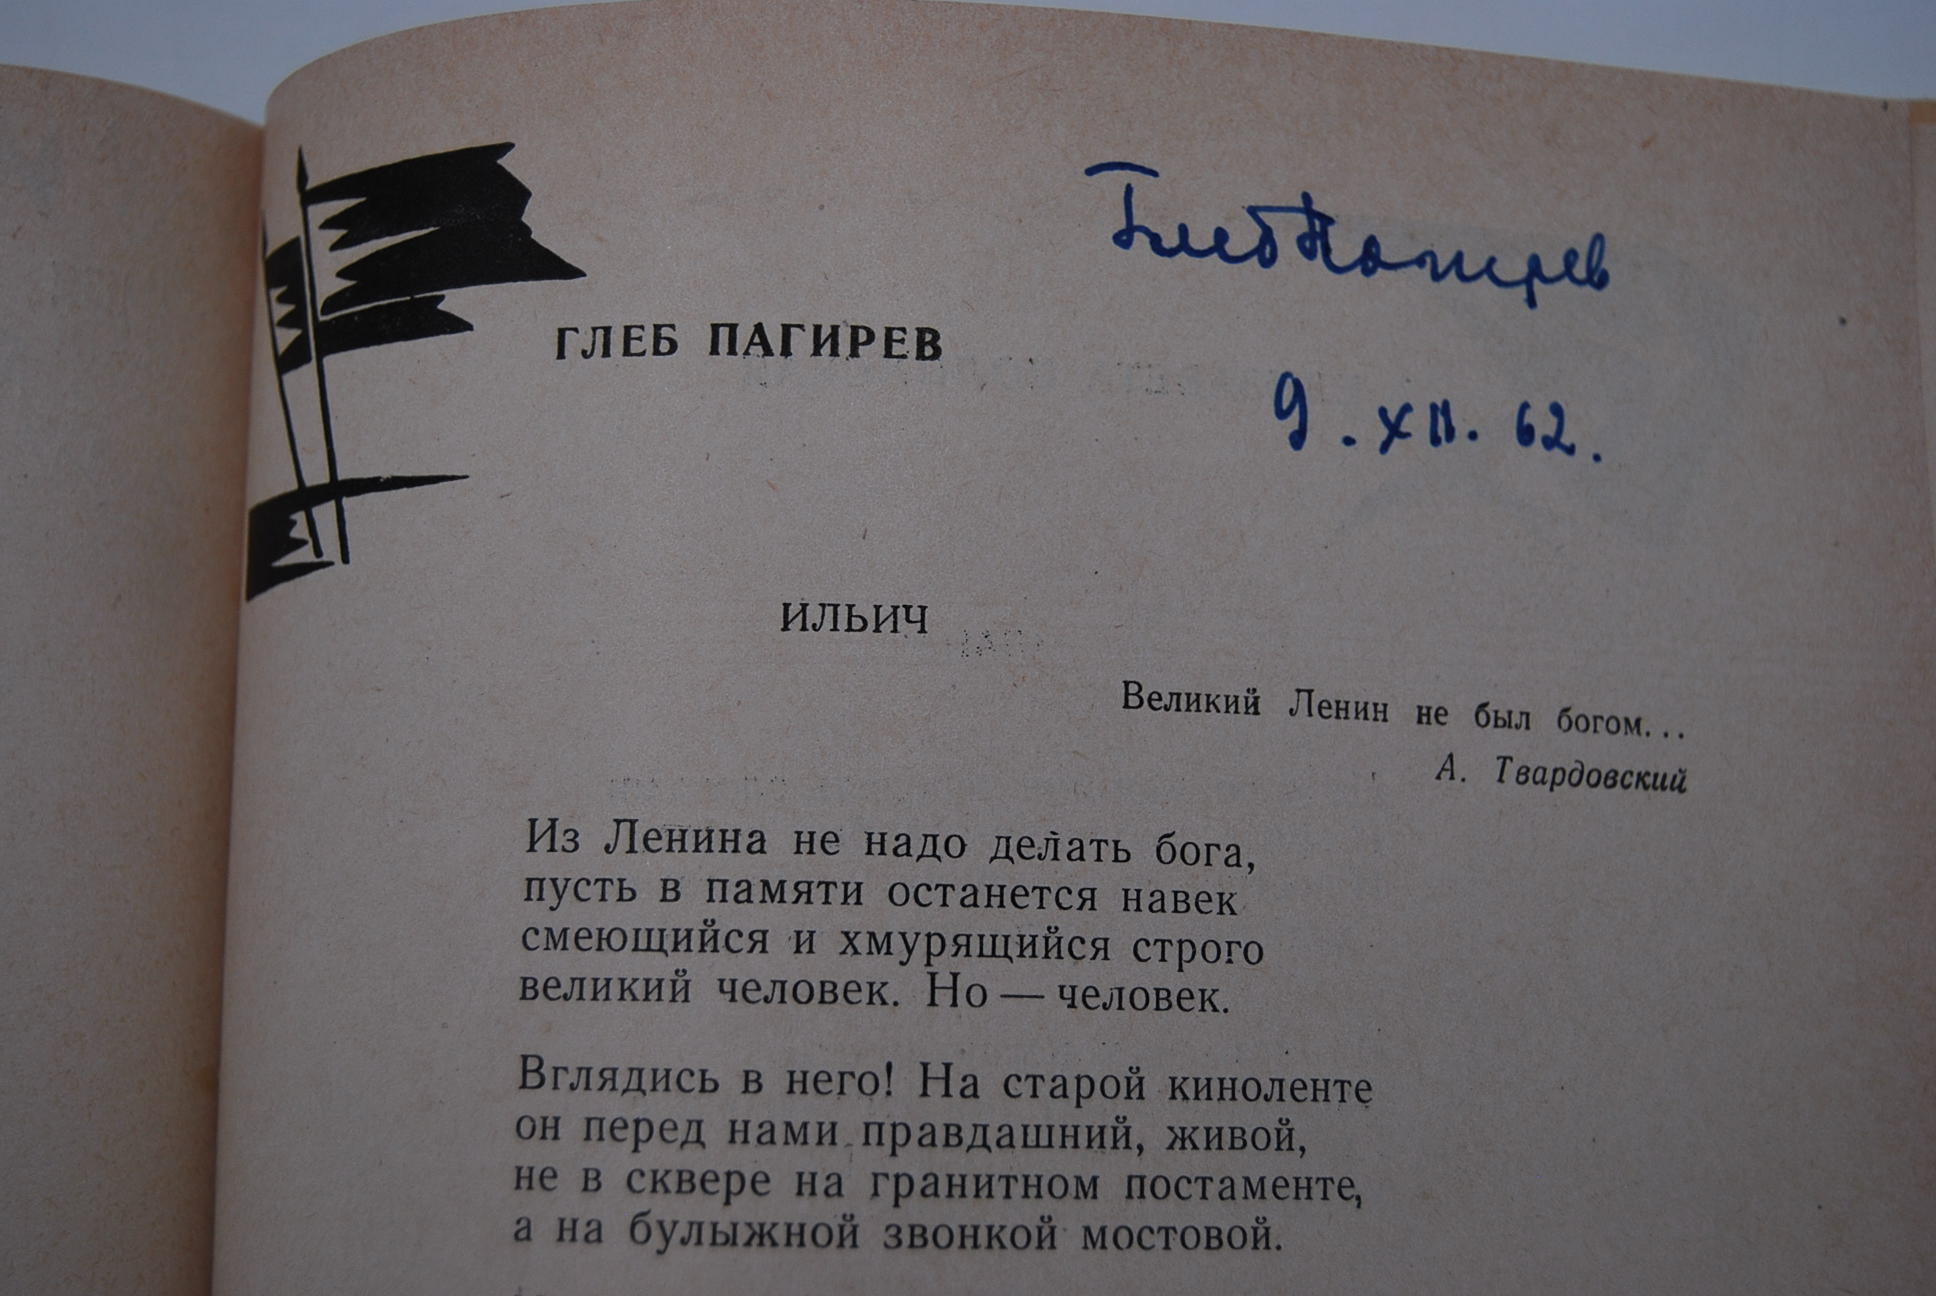 Глеб Пагирев
9.XII.62.
ГЛЕБ ПАГИРЕВ
ИЛЬИЧ
Великий Ленин не был богом...
А. Твардовский
Из Ленина не надо делать бога,
пусть в памяти останется навек
смеющийся и хмурящийся строго
великий человек. Но — человек.
Вглядись в него! На старой киноленте
он перед нами правдашний, живой,
не в сквере на гранитном постаменте,
а на булыжной звонкой мостовой.